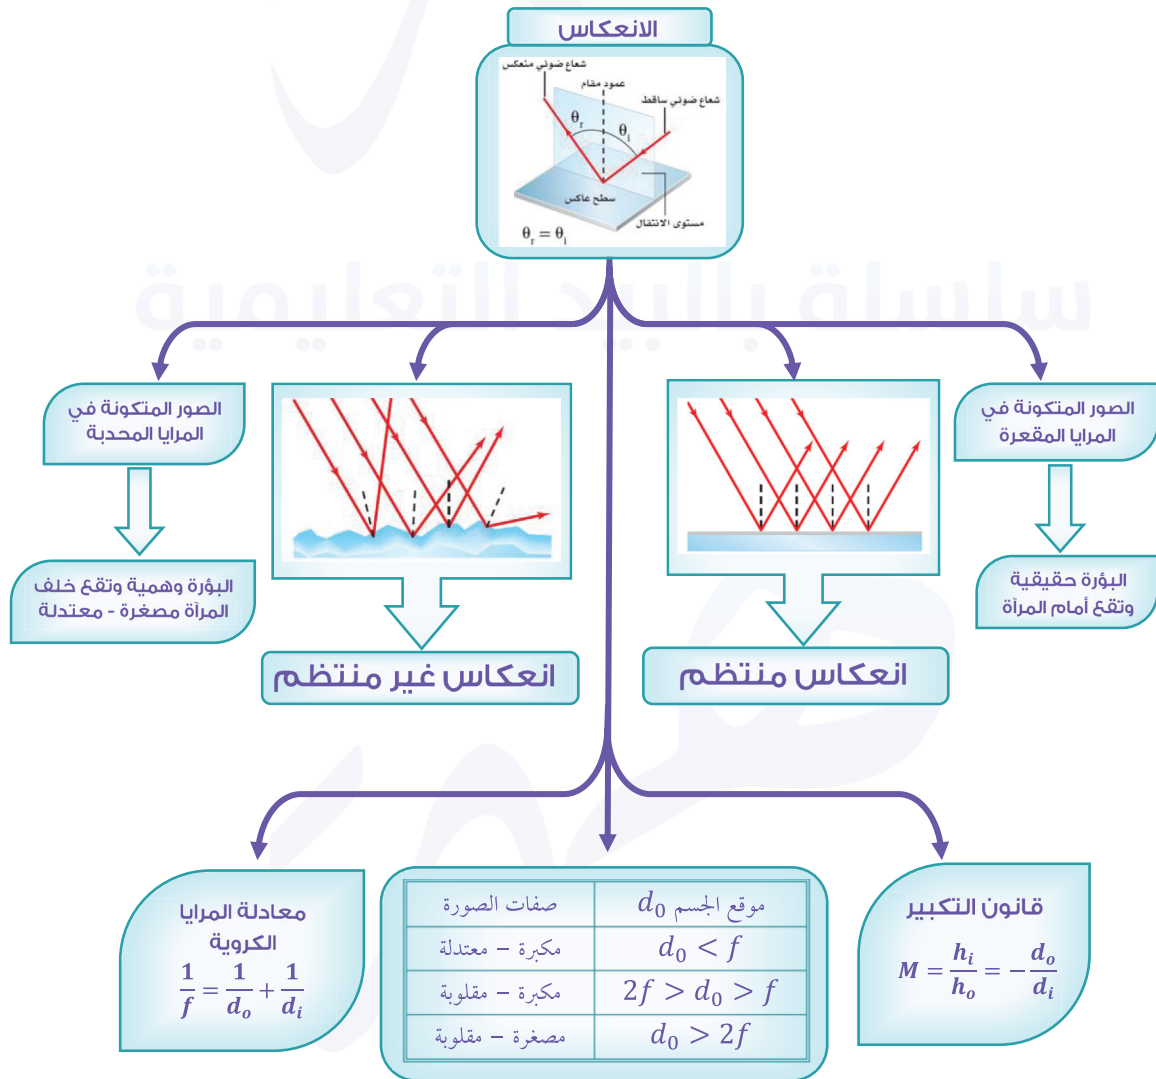 الانعكاس
شعاع ضوئي منعكس
عمود مقام
شعاع ضوئي ساقط
θr
θi
سطح عاكس
مستوى الانتقال
θr = θi
سلسلة بالبيد التعليمية
الصور المتكونة في
المرايا المقعرة
البؤرة حقيقية
وتقع أمام المرآة
انعكاس منتظم
انعكاس غير منتظم
الصور المتكونة في
المرايا المحدبة
البؤرة وهمية وتقع خلف
المرآة مصغرة - معتدلة
قانون التكبير
M = hi/ho = − do/di
موقع الجسم d0 صفات الصورة
d0 < f مكبرة – معتدلة
2f > d0 > f مكبرة – مقلوبة
d0 > 2f مصغرة – مقلوبة
معادلة المرايا
الكروية
1/f = 1/do + 1/di